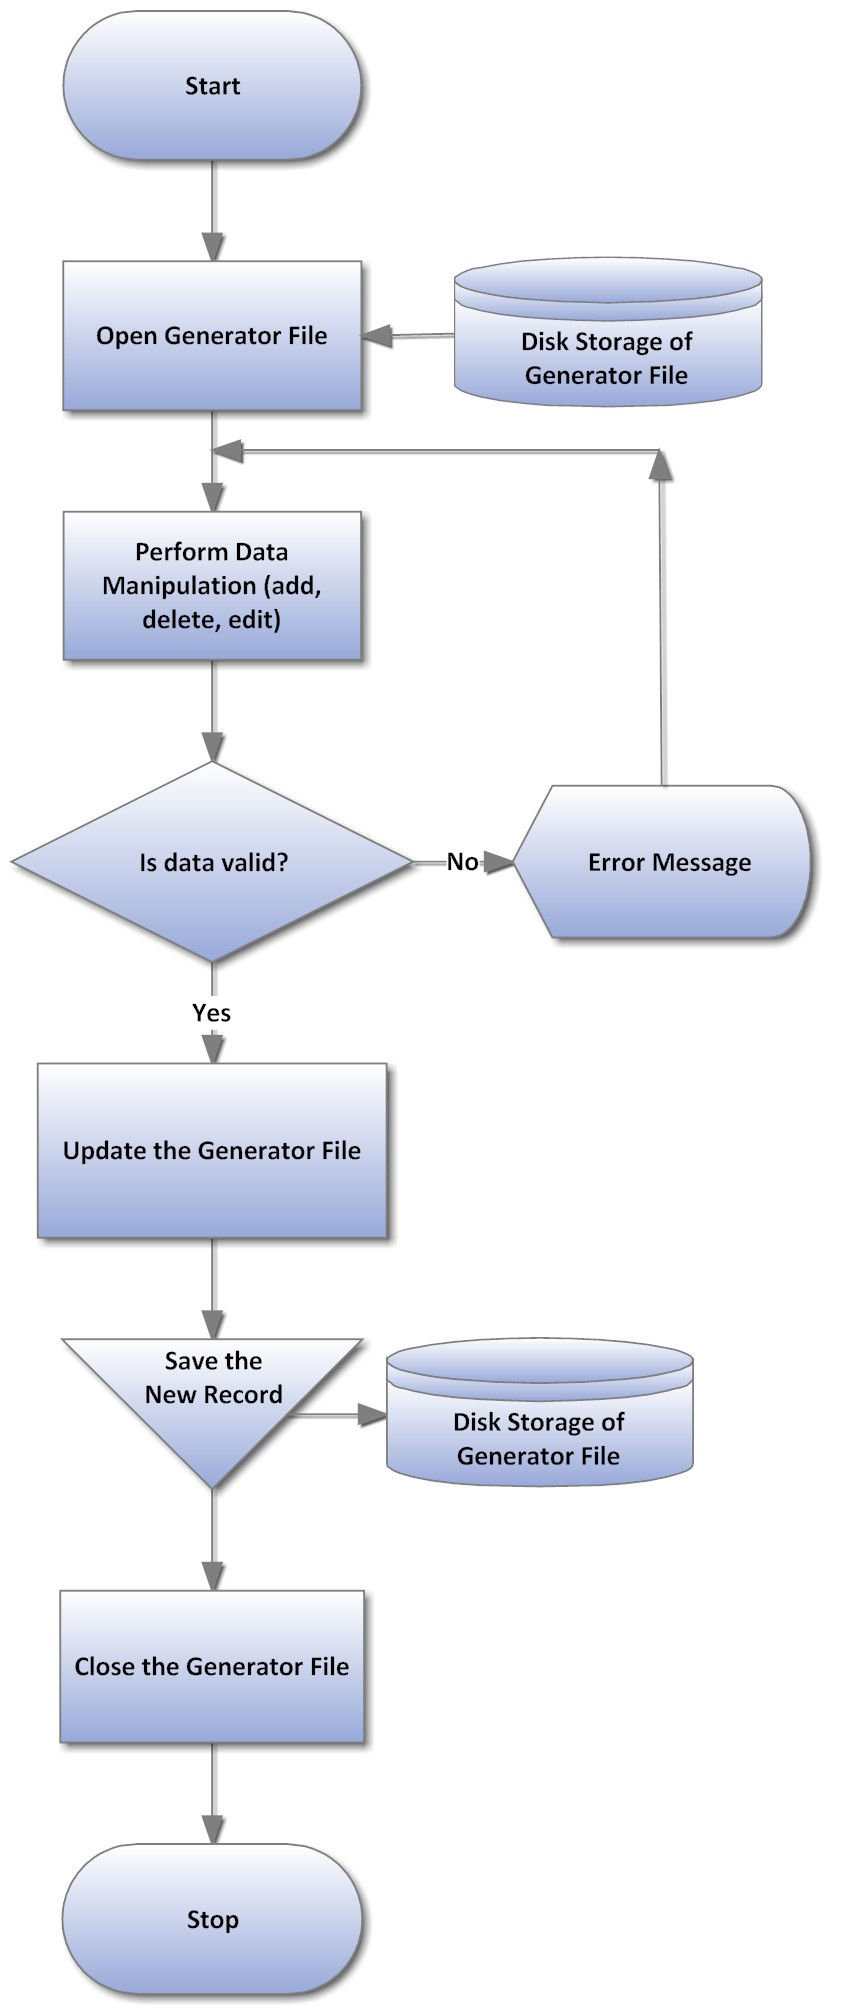 Start
Open Generator File
Disk Storage of
Generator File
Perform Data
Manipulation (add,
delete, edit)
Is data valid?
No
Error Message
Yes
Update the Generator File
Save the
New Record
Disk Storage of
Generator File
Close the Generator File
Stop